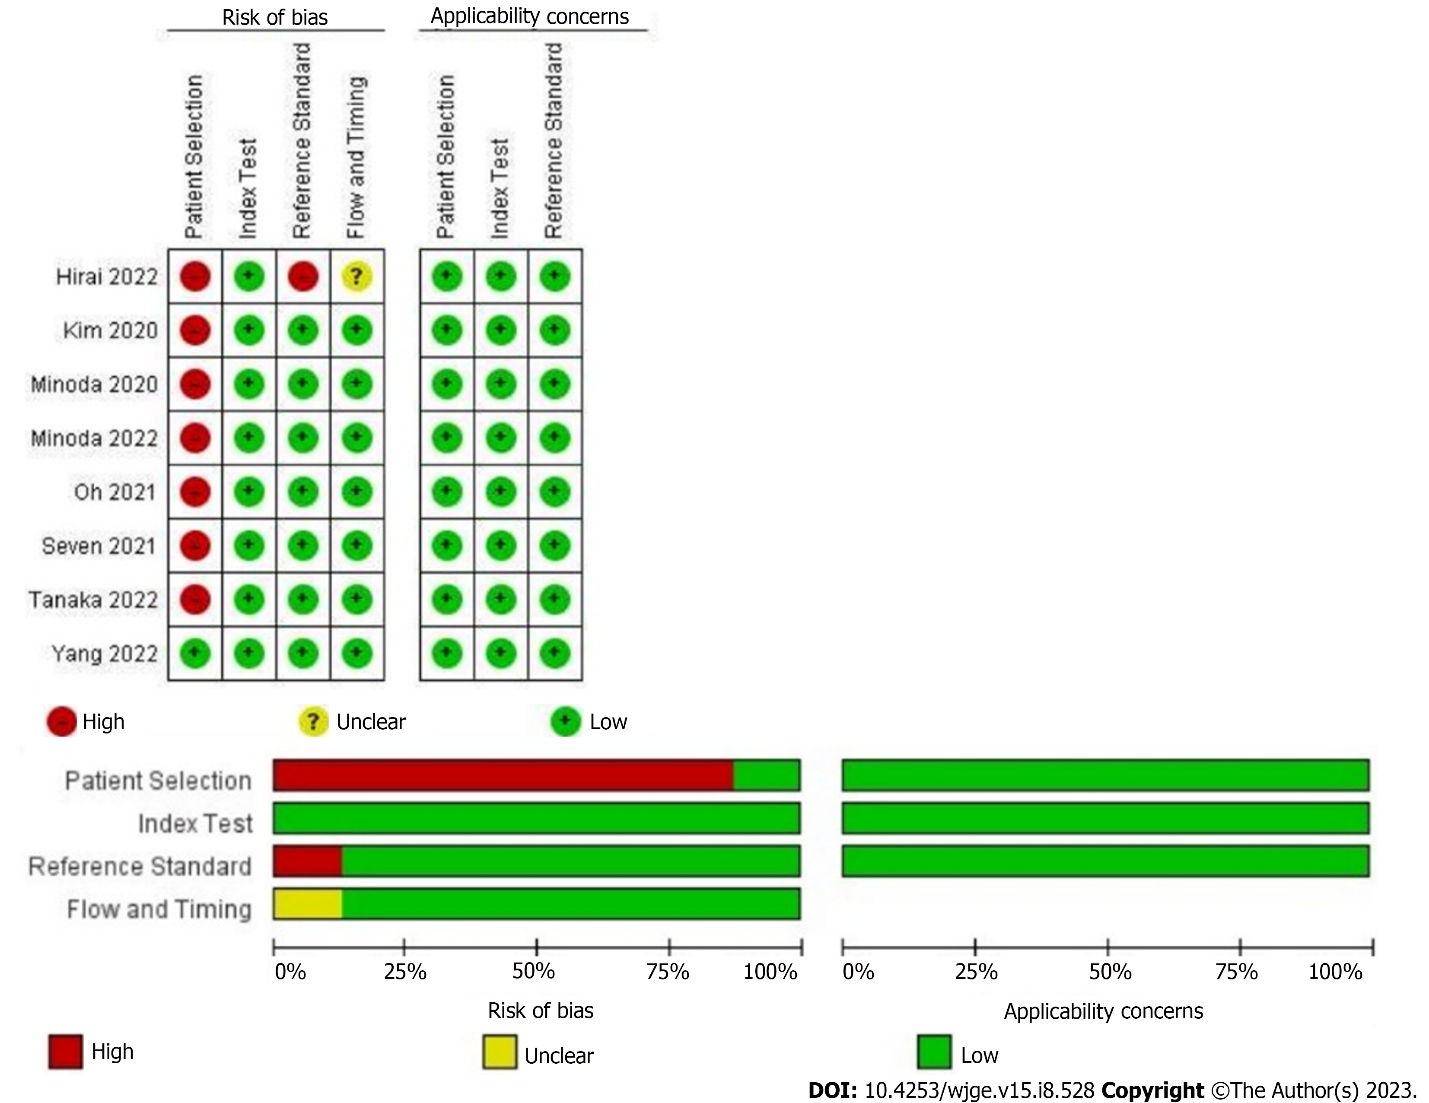 Risk of bias Applicability concerns
Patient Selection Index Test Reference Standard Flow and Timing Patient Selection Index Test Reference Standard
Hirai 2022 - + - ? + + +
Kim 2020 - + + + + + +
Minoda 2020 - + + + + + +
Minoda 2022 - + + + + + +
Oh 2021 - + + + + + +
Seven 2021 - + + + + + +
Tanaka 2022 - + + + + + +
Yang 2022 + + + + + + +
- High ? Unclear + Low
Patient Selection
Index Test
Reference Standard
Flow and Timing
0% 25% 50% 75% 100% 0% 25% 50% 75% 100%
Risk of bias Applicability concerns
High Unclear Low
DOI: 10.4253/wjge.v15.i8.528 Copyright ©The Author(s) 2023.